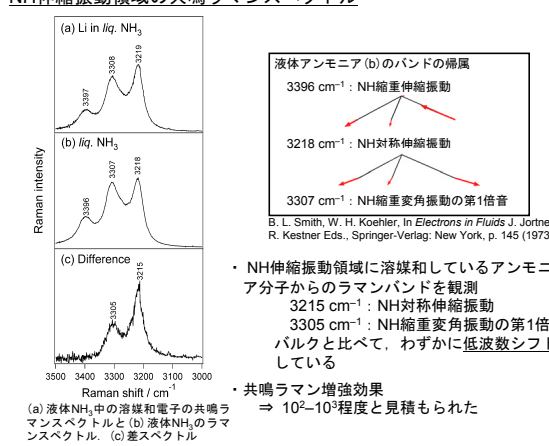 NH伸縮振動領域の共鳴ラマンスペクトル
(a) Li in liq. NH3
3397
3308
3219
(b) liq. NH3
3396
3307
3218
(c) Difference
3305
3215
Raman intensity
3500 3400 3300 3200 3100 3000
Raman shift / cm–1
(a)液体NH3中の溶媒和電子の共鳴ラ
マンスペクトルと(b)液体NH3のラマ
ンスペクトル. (c)差スペクトル
液体アンモニア(b)のバンドの帰属
3396 cm–1：NH縮重伸縮振動
3218 cm–1：NH対称伸縮振動
3307 cm–1：NH縮重変角振動の第1倍音
B. L. Smith, W. H. Koehler, In Electrons in Fluids J. Jortne
R. Kestner Eds., Springer-Verlag: New York, p. 145 (1973
・ NH伸縮振動領域に溶媒和しているアンモニ
ア分子からのラマンバンドを観測
3215 cm–1：NH対称伸縮振動
3305 cm–1：NH縮重変角振動の第1倍
バルクと比べて，わずかに低波数シフト
している
・共鳴ラマン増強効果
⇒ 10²–10³程度と見積もられた